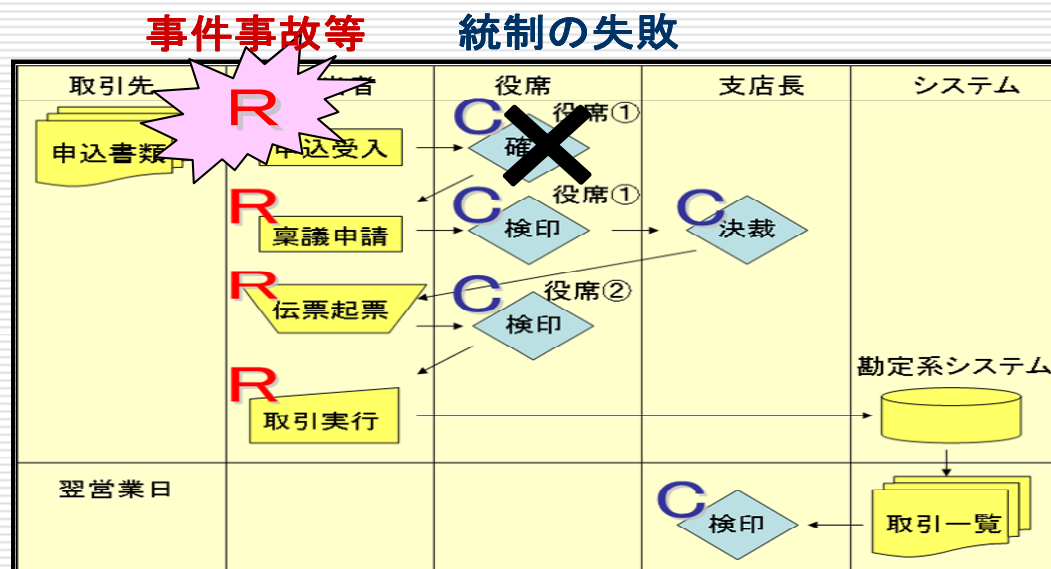 事件事故等 統制の失敗
取引先 当者 役席 支店長 システム
R
C 役席①
申込書類 申込受入 確
R C 役席① C
稟議申請 検印 決裁
R C 役席②
伝票起票 検印
勘定系システム
R
取引実行
翌営業日
C
検印 取引一覧